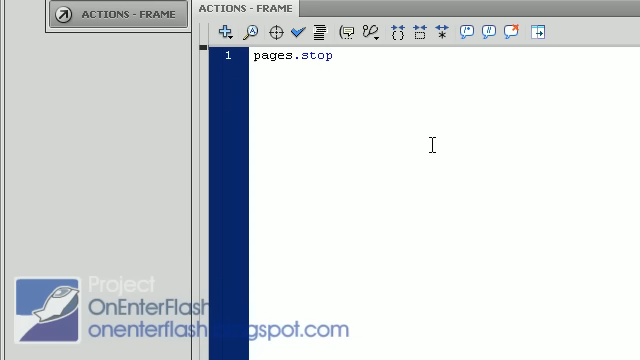 ACTIONS - FRAME
ACTIONS - FRAME
1 pages.stop
Project
OnEnterFlash
onenterflash.blogspot.com